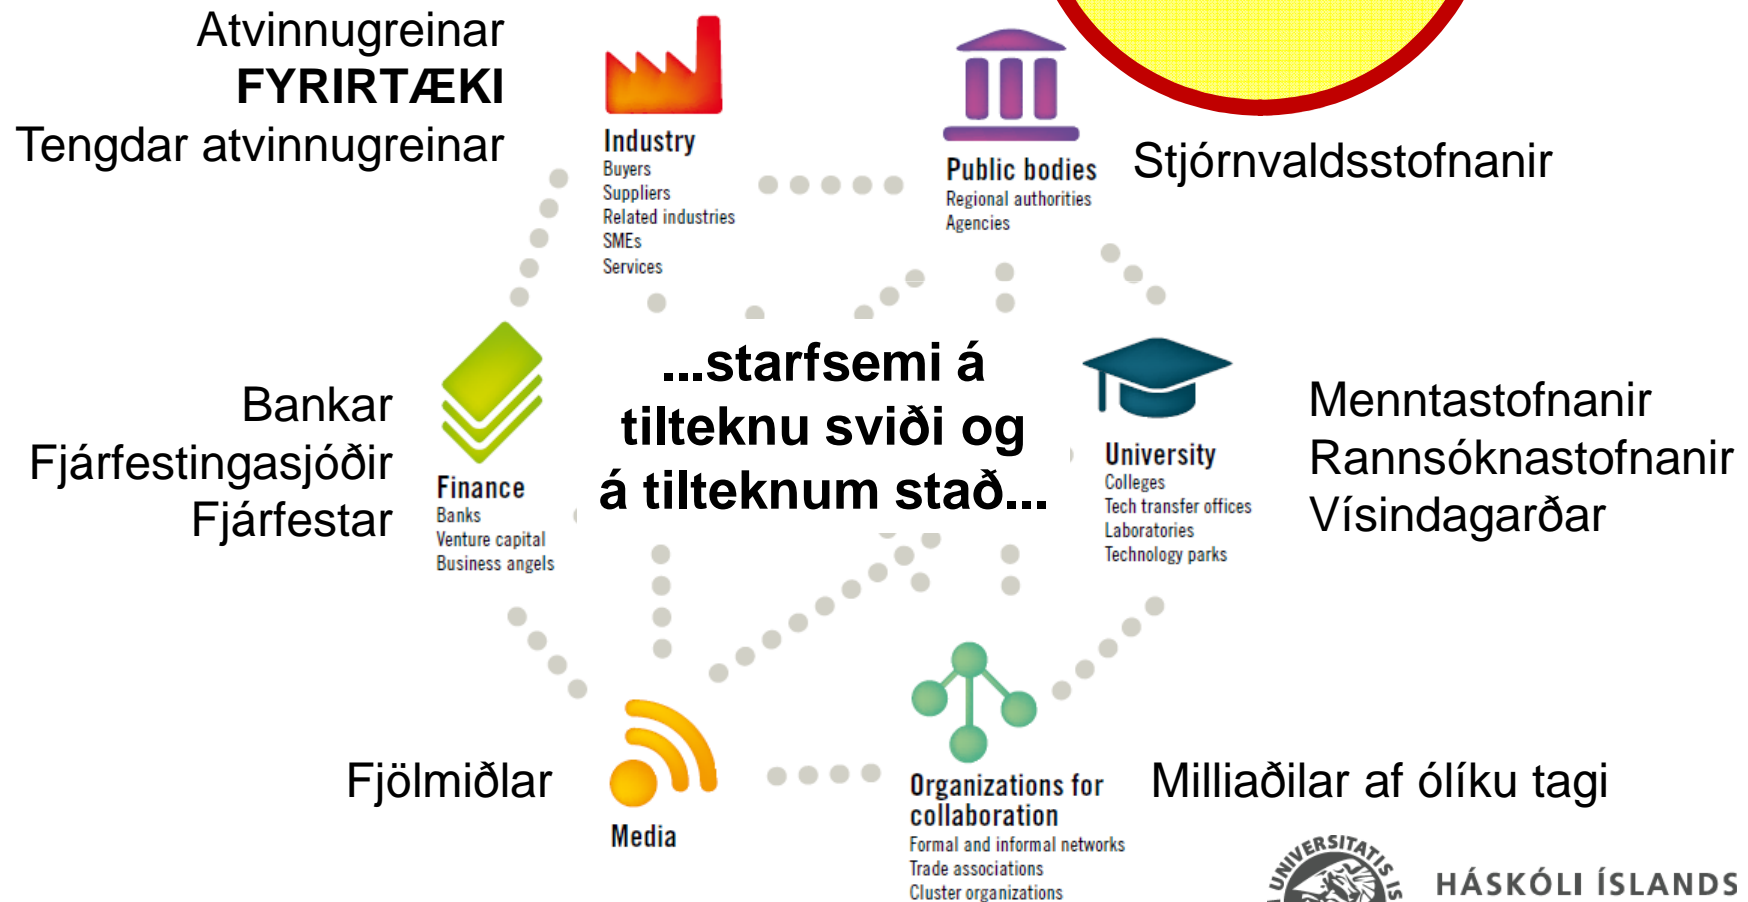 Atvinnugreinar
FYRIRTÆKI
Tengdar atvinnugreinar
Industry
Buyers
Suppliers
Related industries
SMEs
Services
Public bodies
Regional authorities
Agencies
Stjórnvaldsstofnanir
Bankar
Fjárfestingasjóðir
Fjárfestar
Finance
Banks
Venture capital
Business angels
...starfsemi á
tilteknu sviði og
á tilteknum stað...
University
Colleges
Tech transfer offices
Laboratories
Technology parks
Menntastofnanir
Rannsóknastofnanir
Vísindagarðar
Fjölmiðlar
Media
Organizations for
collaboration
Formal and informal networks
Trade associations
Cluster organizations
Milliaðilar af ólíku tagi
UNIVERSITATIS IS
HÁSKÓLI ÍSLANDS